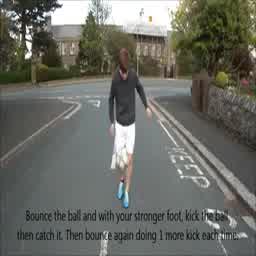 KEEP
Bounce the ball and with your stronger foot, kick the ball
then catch it. Then bounce again doing 1 more kick each time.